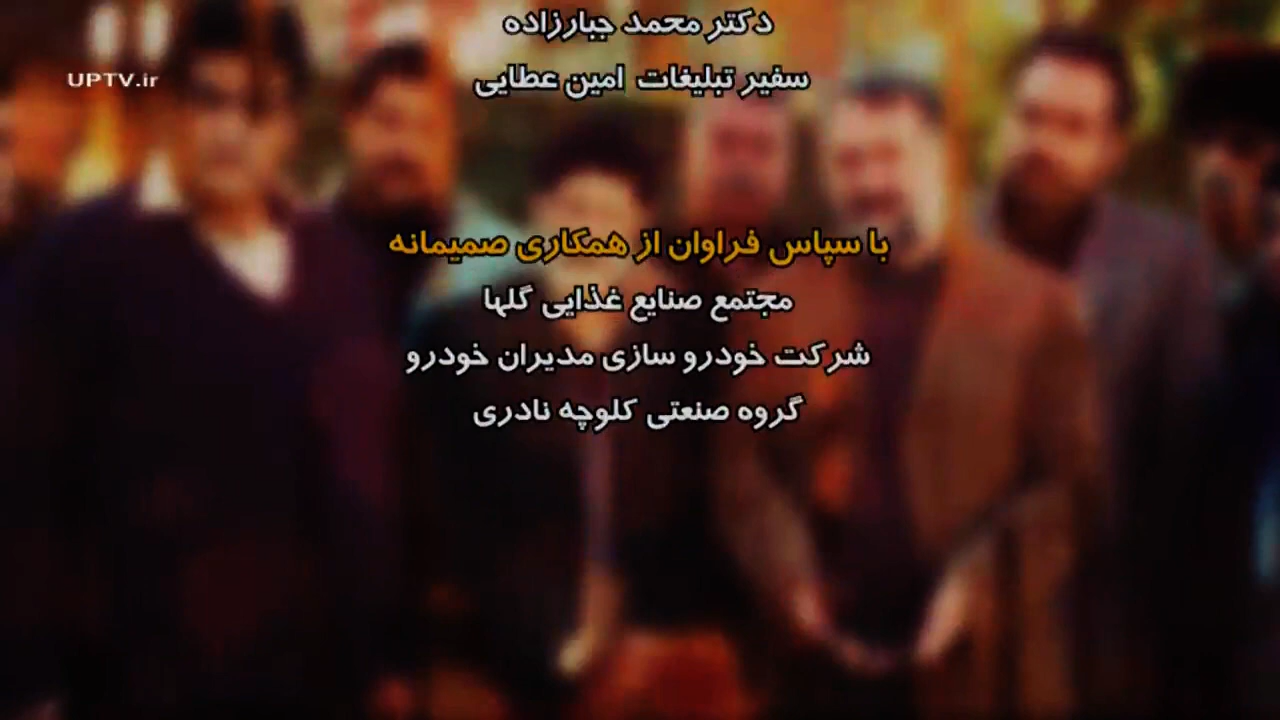 دکتر محمد جبارزاده
UPTV.ir
سفیر تبلیغات امین عطایی
با سپاس فراوان از همکاری صمیمانه
مجتمع صنایع غذایی گلها
شرکت خودرو سازی مدیران خودرو
گروه صنعتی کلوچه نادری